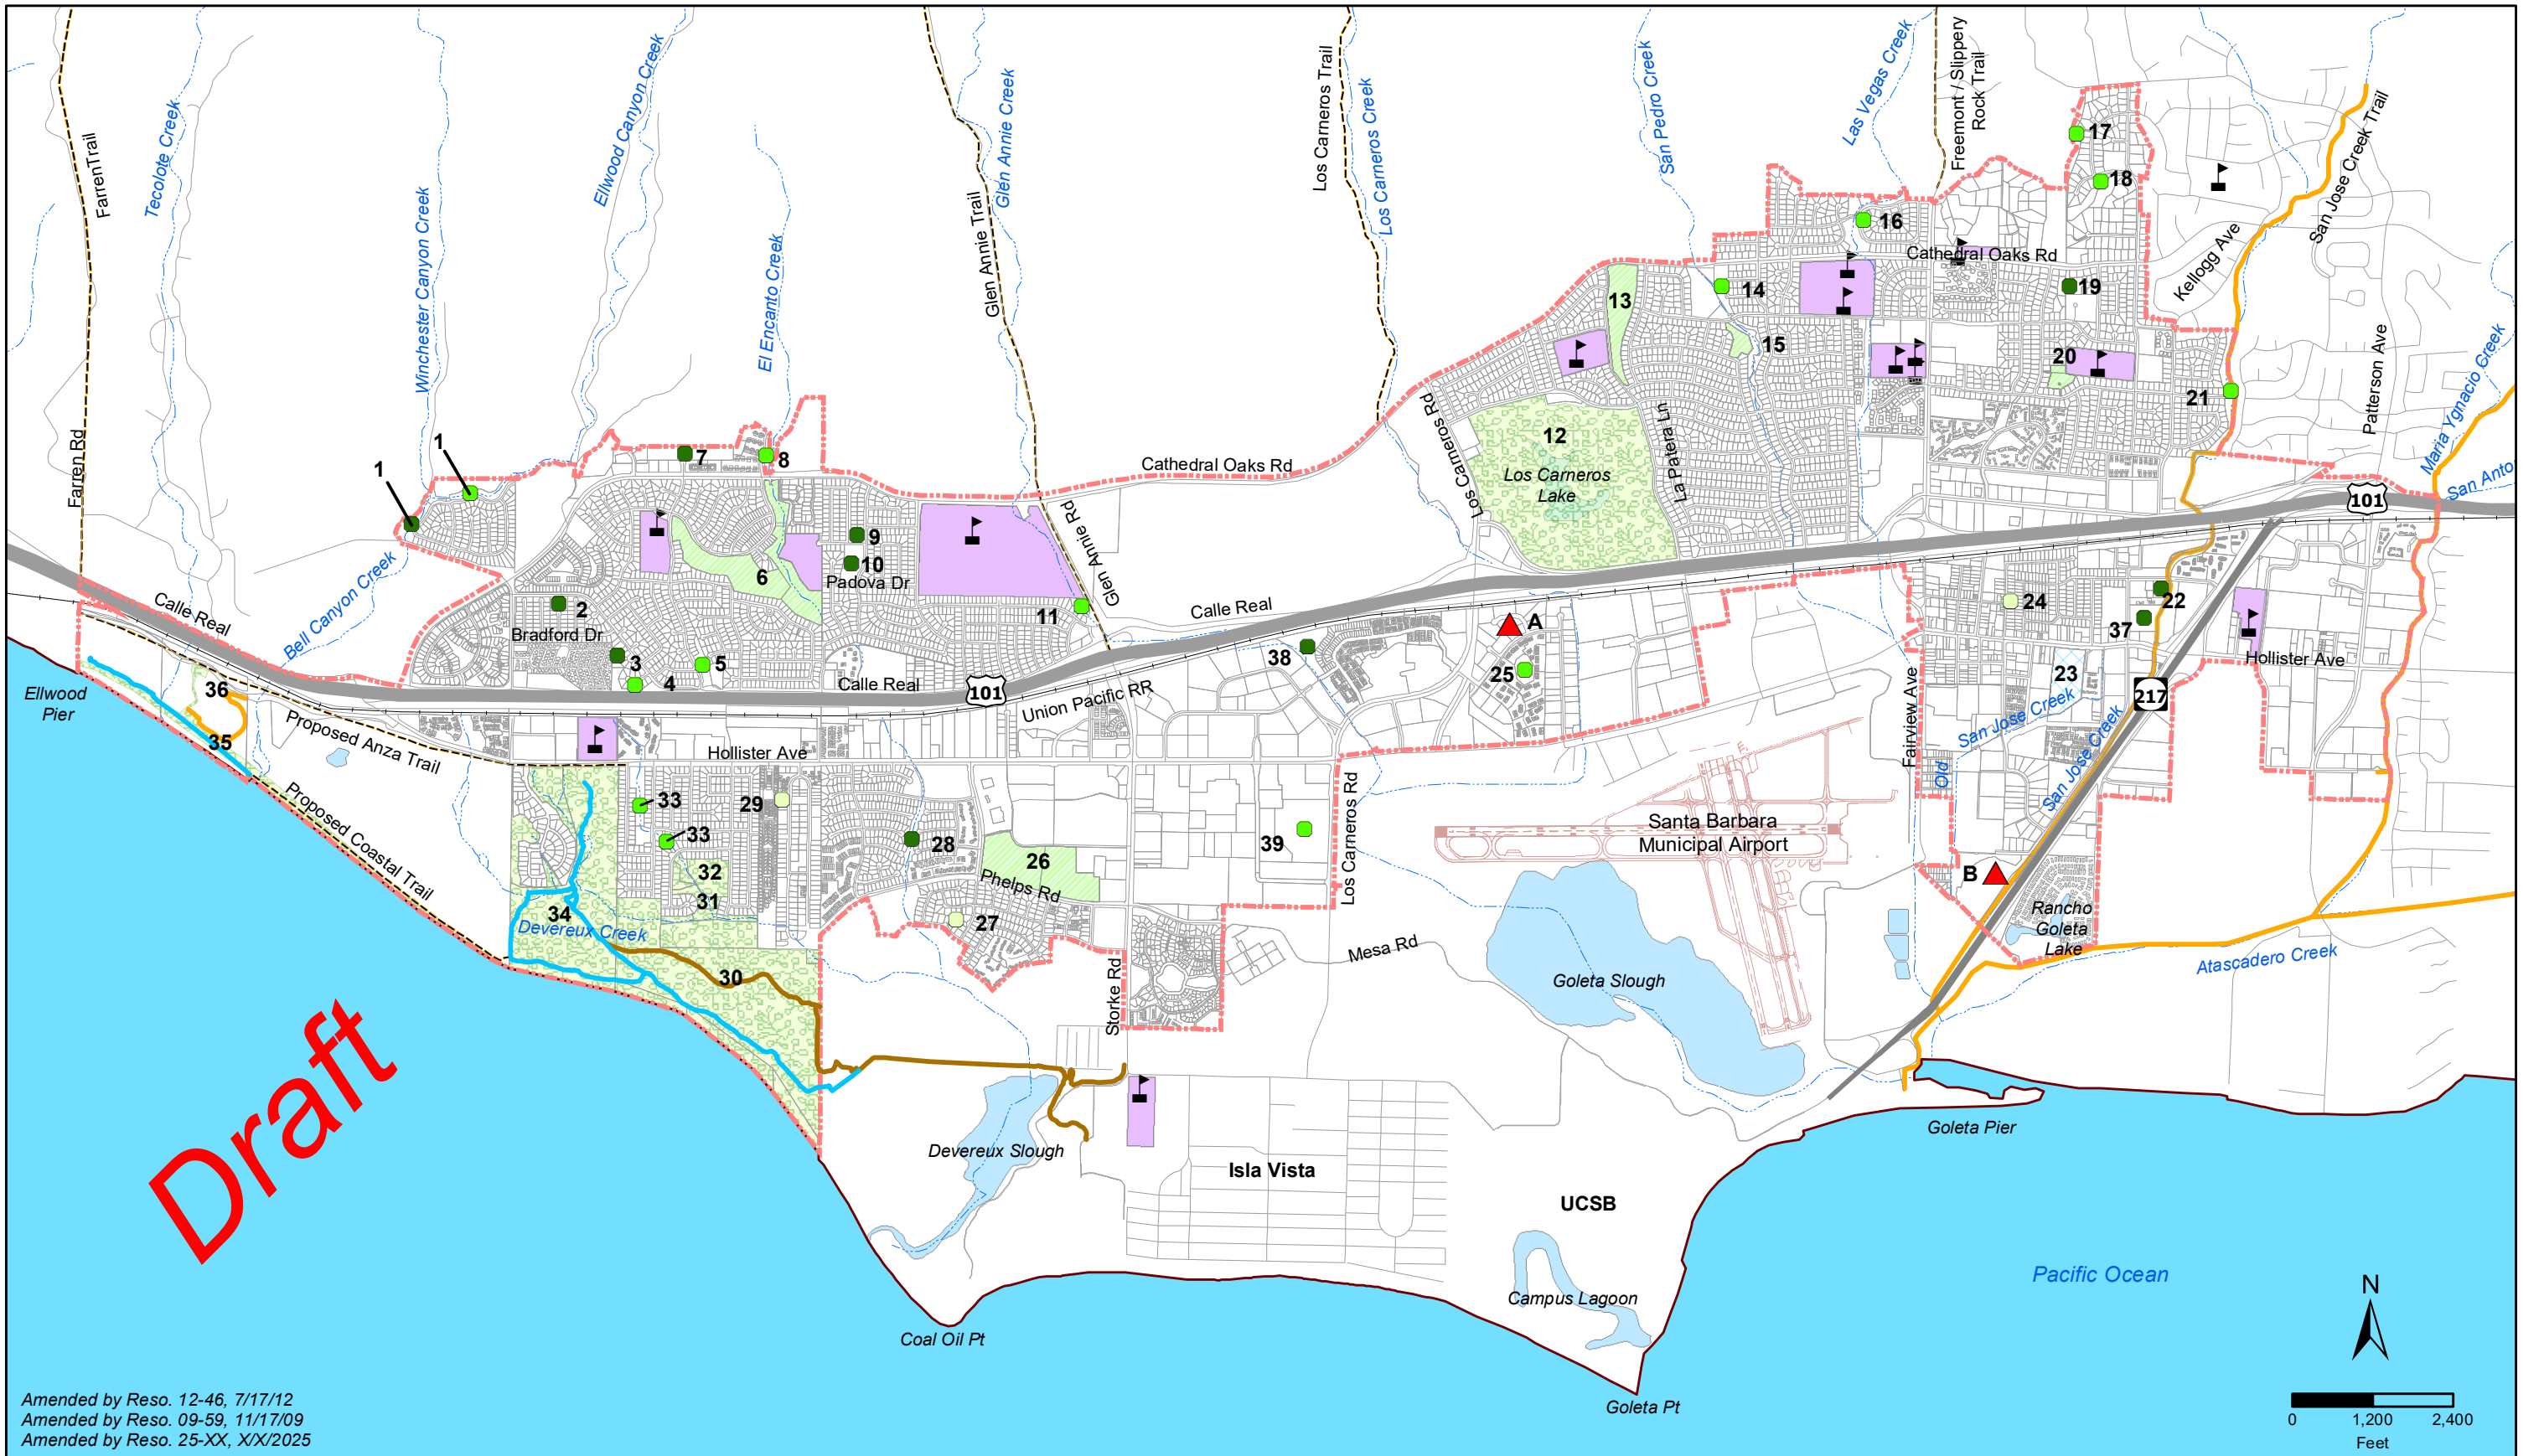 Farren Trail
Tecolote Creek
Winchester Canyon Creek
Ellwood Canyon Creek
El Encanto Creek
Glen Annie Trail
Glen Annie Creek
Los Carneros Trail
Los Carneros Creek
San Pedro Creek
Las Vegas Creek
Freemont / Slippery
Rock Trail
San Jose Creek Trail
17
18
16
Cathedral Oaks Rd
Kellogg Ave
13
14
19
15
20
21
Patterson Ave
Maria Ygnacio Creek
San Anto
Farren Rd
1
1
7
8
Cathedral Oaks Rd
Los Carneros Rd
12
Los Carneros
Lake
La Patera Ln
101
9
10
Padova Dr
6
Glen Annie Rd
11
Calle Real
Bell Canyon Creek
2
Bradford Dr
3
4
5
Calle Real
101
Union Pacific RR
Calle Real
38
A
25
24
22
37
Hollister Ave
23
217
Fairview Ave
Old
San Jose Creek
San Jose Creek
Ellwood
Pier
36
35
Proposed Anza Trail
Proposed Coastal Trail
Hollister Ave
33
33
29
32
31
28
26
Phelps Rd
27
39
Los Carneros Rd
Santa Barbara
Municipal Airport
B
Rancho
Goleta
Lake
34
Devereux Creek
30
Storke Rd
Mesa Rd
Goleta Slough
Atascadero Creek
Draft
Devereux Slough
Isla Vista
UCSB
Goleta Pier
Campus Lagoon
Pacific Ocean
Coal Oil Pt
Goleta Pt
N
0 1,200 2,400
Feet
Amended by Reso. 12-46, 7/17/12
Amended by Reso. 09-59, 11/17/09
Amended by Reso. 25-XX, X/X/2025